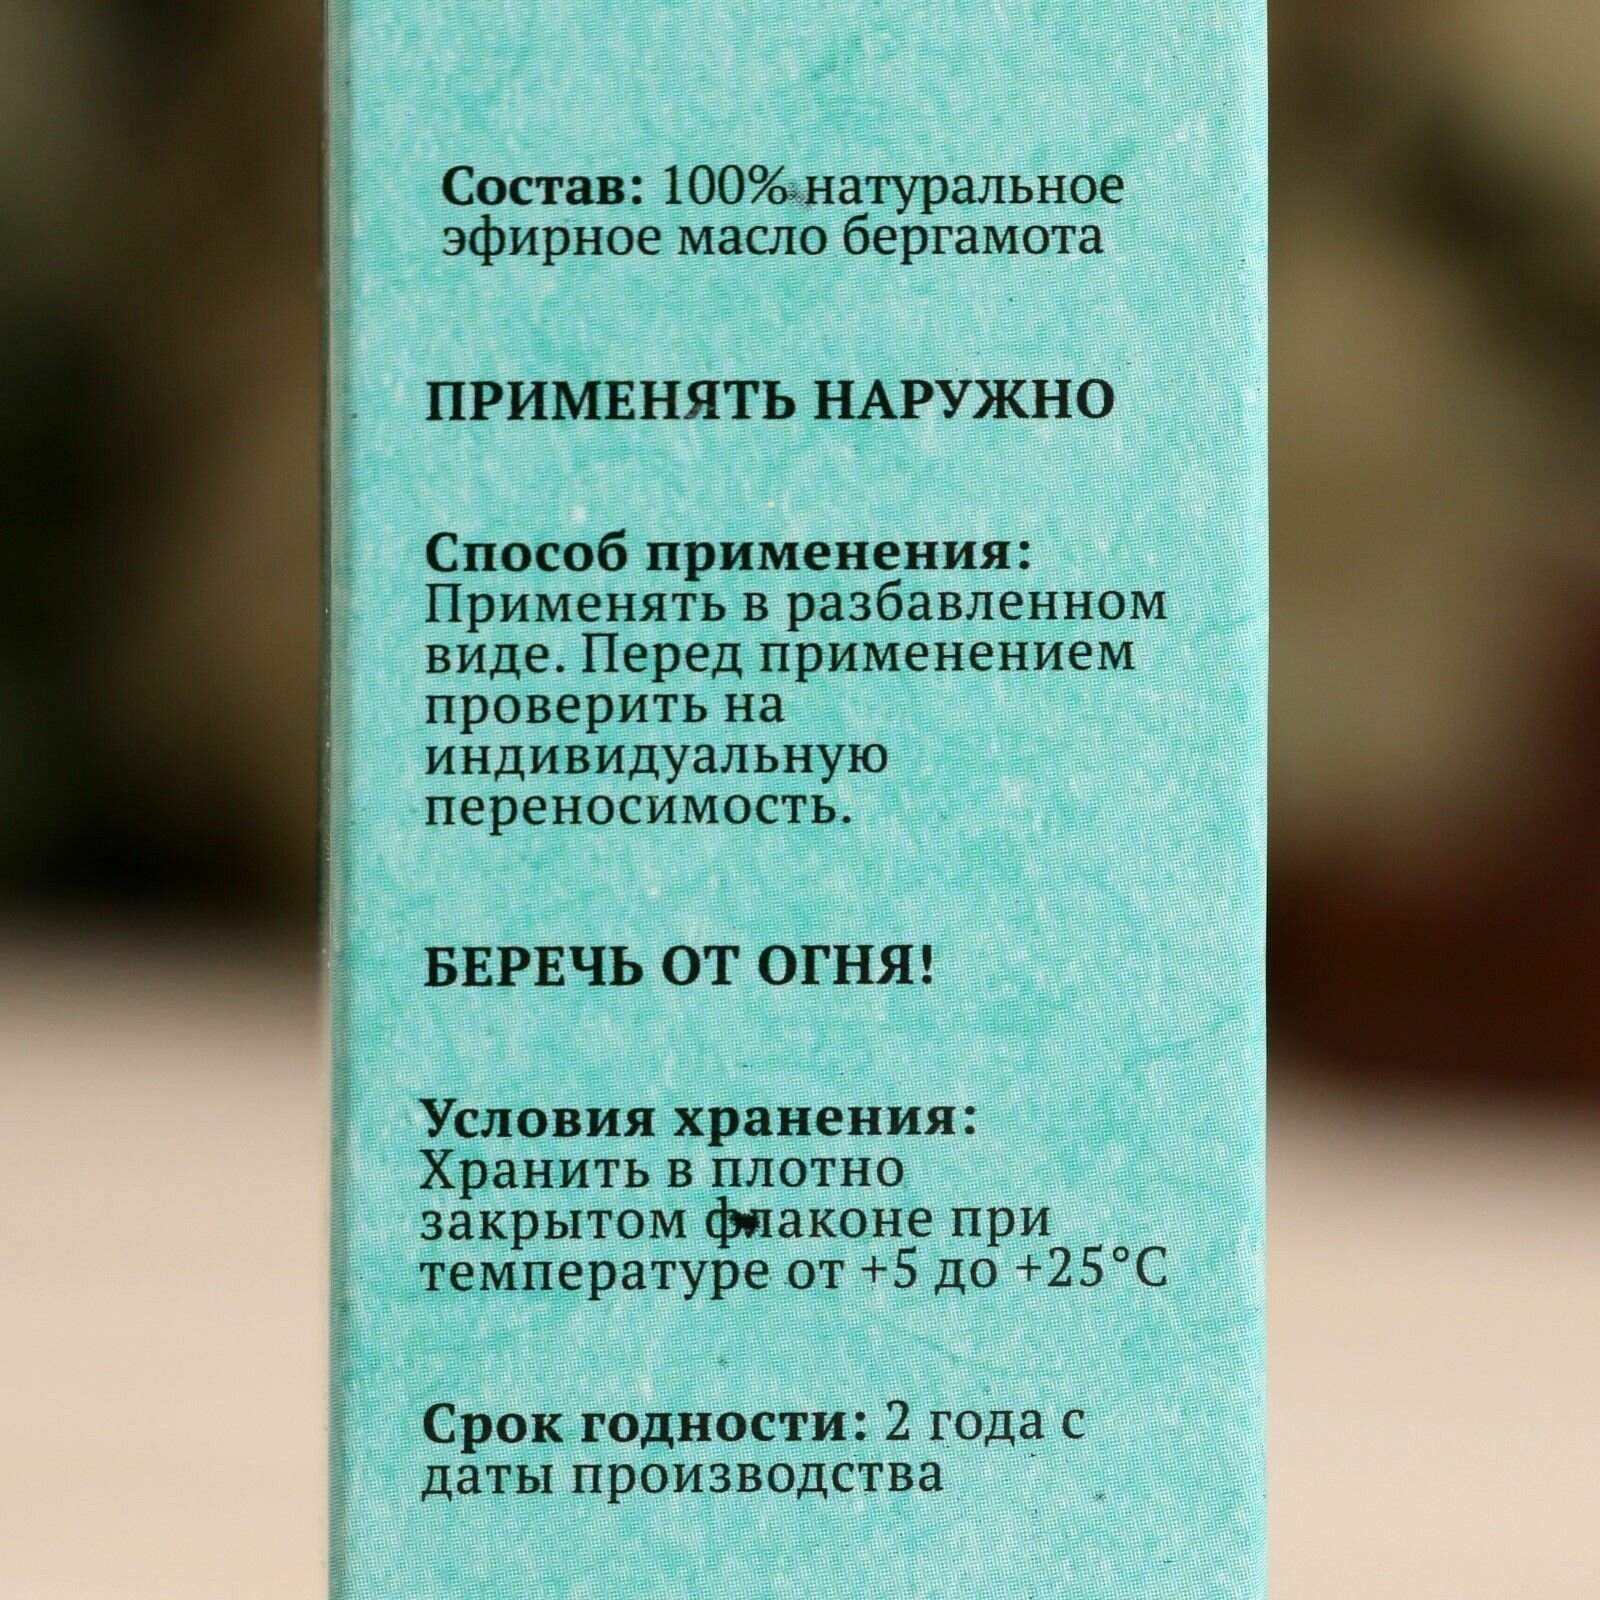 Состав: 100% натуральное
эфирное масло бергамота
ПРИМЕНЯТЬ НАРУЖНО
Способ применения:
Применять в разбавленном
виде. Перед применением
проверить на
индивидуальную
переносимость.
БЕРЕЧЬ ОТ ОГНЯ!
Условия хранения:
Хранить в плотно
закрытом флаконе при
температуре от +5 до +25°С
Срок годности: 2 года с
даты производства